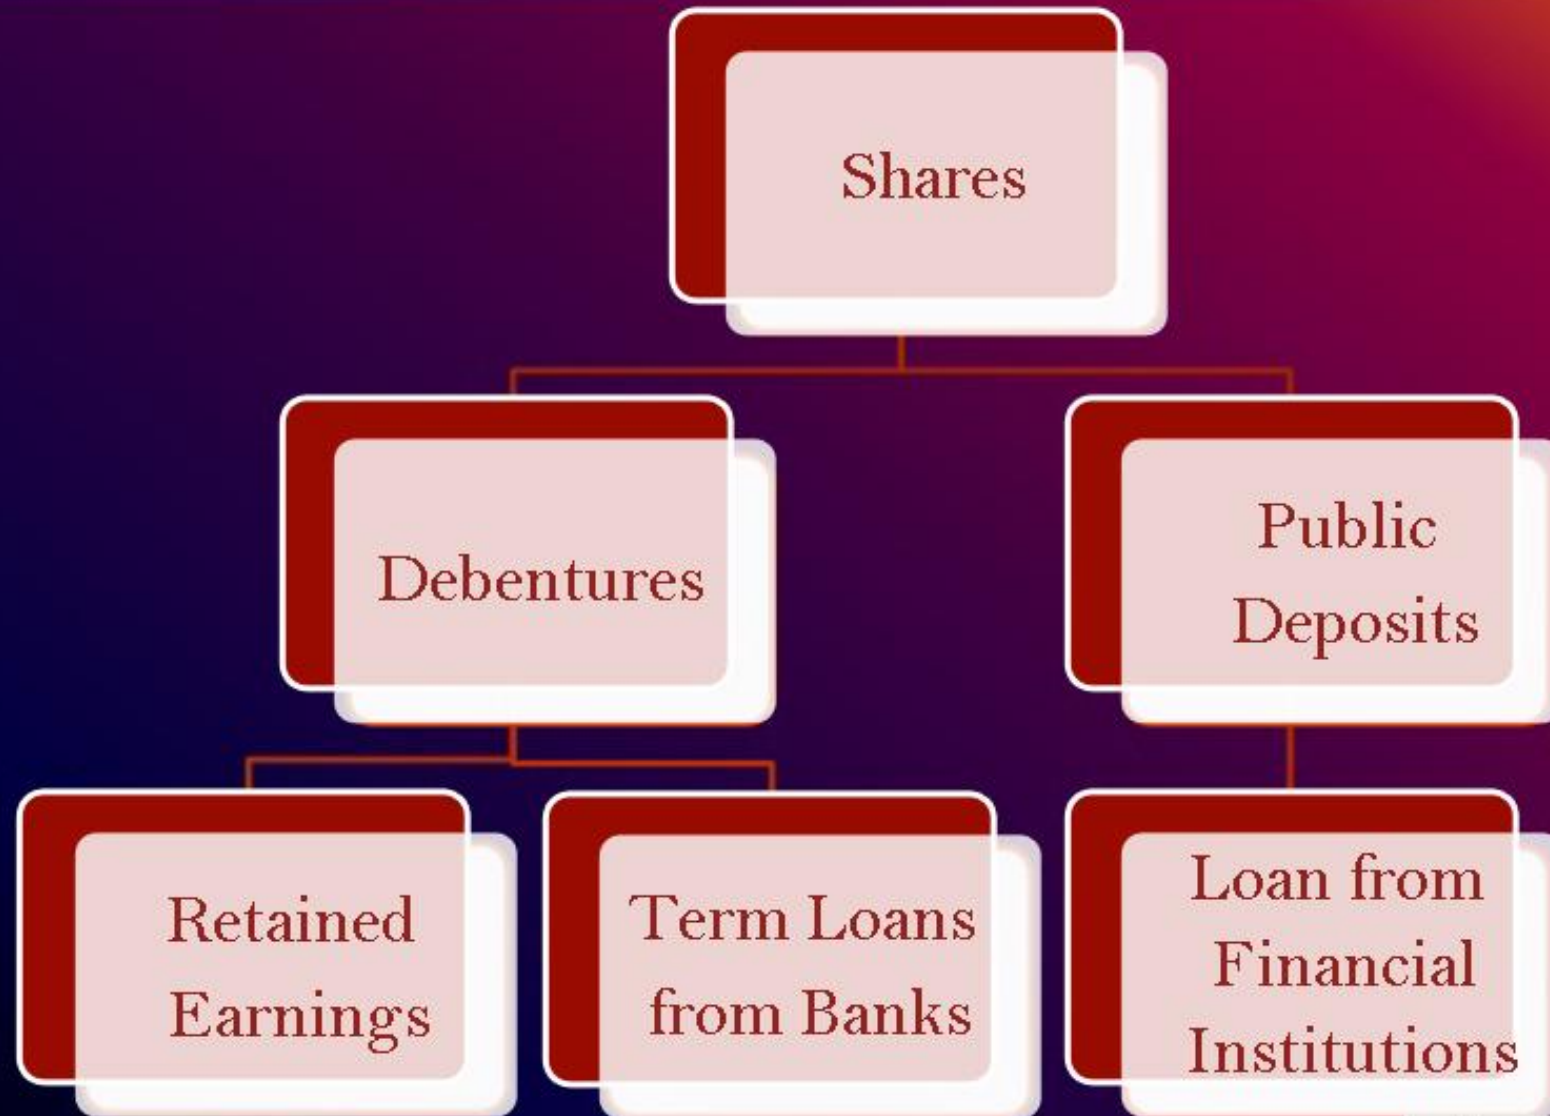 Shares
Debentures
Public
Deposits
Retained
Earnings
Term Loans
from Banks
Loan from
Financial
Institutions